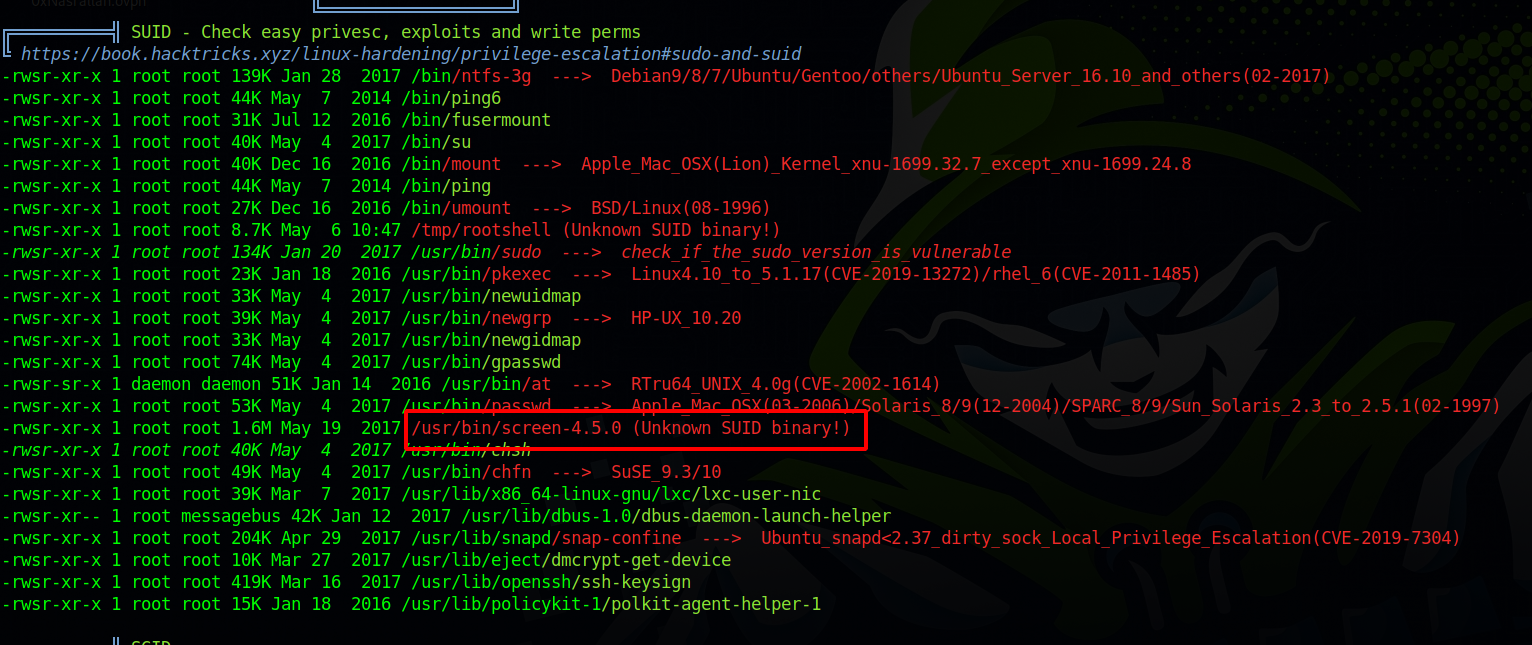 0xNasrallah.ovpn
SUID - Check easy privesc, exploits and write perms
https://book.hacktricks.xyz/linux-hardening/privilege-escalation#sudo-and-suid
-rwsr-xr-x 1 root root 139K Jan 28  2017 /bin/ntfs-3g  --->  Debian9/8/7/Ubuntu/Gentoo/others/Ubuntu_Server_16.10_and_others(02-2017)
-rwsr-xr-x 1 root root 44K May  7  2014 /bin/ping6
-rwsr-xr-x 1 root root 31K Jul 12  2016 /bin/fusermount
-rwsr-xr-x 1 root root 40K May  4  2017 /bin/su
-rwsr-xr-x 1 root root 40K Dec 16  2016 /bin/mount  --->  Apple_Mac_OSX(Lion)_Kernel_xnu-1699.32.7_except_xnu-1699.24.8
-rwsr-xr-x 1 root root 44K May  7  2014 /bin/ping
-rwsr-xr-x 1 root root 27K Dec 16  2016 /bin/umount  --->  BSD/Linux(08-1996)
-rwsr-xr-x 1 root root 8.7K May  6 10:47 /tmp/rootshell (Unknown SUID binary!)
-rwsr-xr-x 1 root root 134K Jan 20  2017 /usr/bin/sudo  --->  check_if_the_sudo_version_is_vulnerable
-rwsr-xr-x 1 root root 23K Jan 18  2016 /usr/bin/pkexec  --->  Linux4.10_to_5.1.17(CVE-2019-13272)/rhel_6(CVE-2011-1485)
-rwsr-xr-x 1 root root 33K May  4  2017 /usr/bin/newuidmap
-rwsr-xr-x 1 root root 39K May  4  2017 /usr/bin/newgrp  --->  HP-UX_10.20
-rwsr-xr-x 1 root root 33K May  4  2017 /usr/bin/newgidmap
-rwsr-xr-x 1 root root 74K May  4  2017 /usr/bin/gpasswd
-rwsr-sr-x 1 daemon daemon 51K Jan 14  2016 /usr/bin/at  --->  RTru64_UNIX_4.0g(CVE-2002-1614)
-rwsr-xr-x 1 root root 53K May  4  2017 /usr/bin/passwd  --->  Apple_Mac_OSX(03-2006)/Solaris_8/9(12-2004)/SPARC_8/9/Sun_Solaris_2.3_to_2.5.1(02-1997)
-rwsr-xr-x 1 root root 1.6M May 19  2017 /usr/bin/screen-4.5.0 (Unknown SUID binary!)
-rwsr-xr-x 1 root root 40K May  4  2017 /usr/bin/chsh
-rwsr-xr-x 1 root root 49K May  4  2017 /usr/bin/chfn  --->  SuSE_9.3/10
-rwsr-xr-x 1 root root 39K Mar  7  2017 /usr/lib/x86_64-linux-gnu/lxc/lxc-user-nic
-rwsr-xr-- 1 root messagebus 42K Jan 12  2017 /usr/lib/dbus-1.0/dbus-daemon-launch-helper
-rwsr-xr-x 1 root root 204K Apr 29  2017 /usr/lib/snapd/snap-confine  --->  Ubuntu_snapd<2.37_dirty_sock_Local_Privilege_Escalation(CVE-2019-7304)
-rwsr-xr-x 1 root root 10K Mar 27  2017 /usr/lib/eject/dmcrypt-get-device
-rwsr-xr-x 1 root root 419K Mar 16  2017 /usr/lib/openssh/ssh-keysign
-rwsr-xr-x 1 root root 15K Jan 18  2016 /usr/lib/policykit-1/polkit-agent-helper-1
SGID